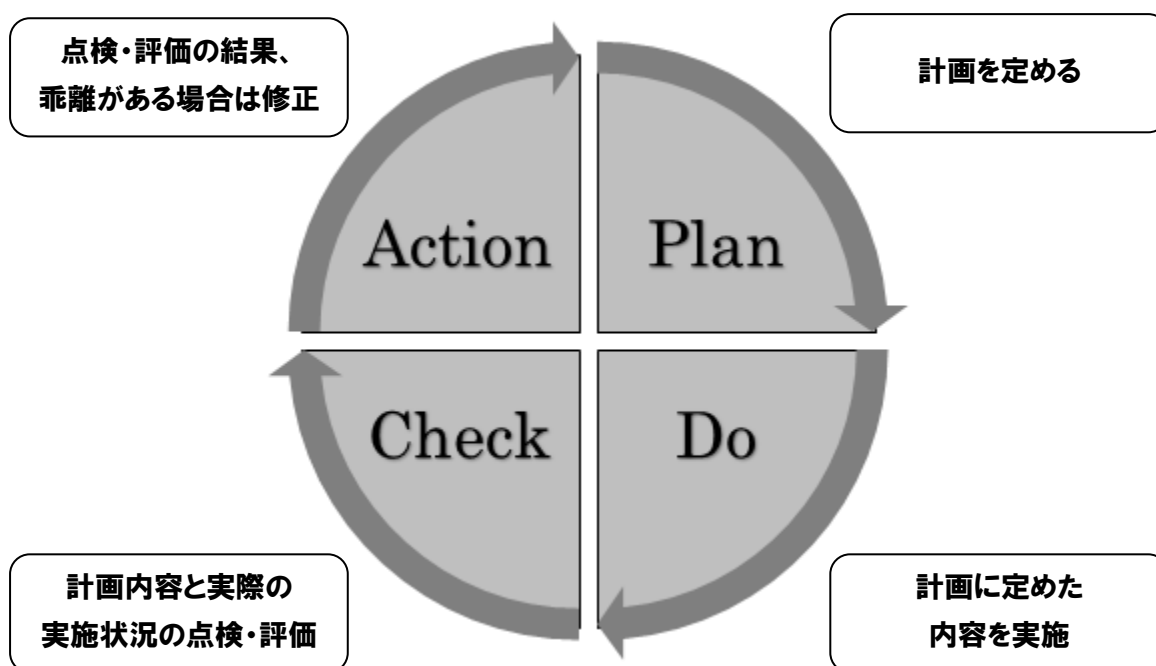 点検・評価の結果、
乖離がある場合は修正
計画を定める
Action
Plan
Check
Do
計画内容と実際の
実施状況の点検・評価
計画に定めた
内容を実施